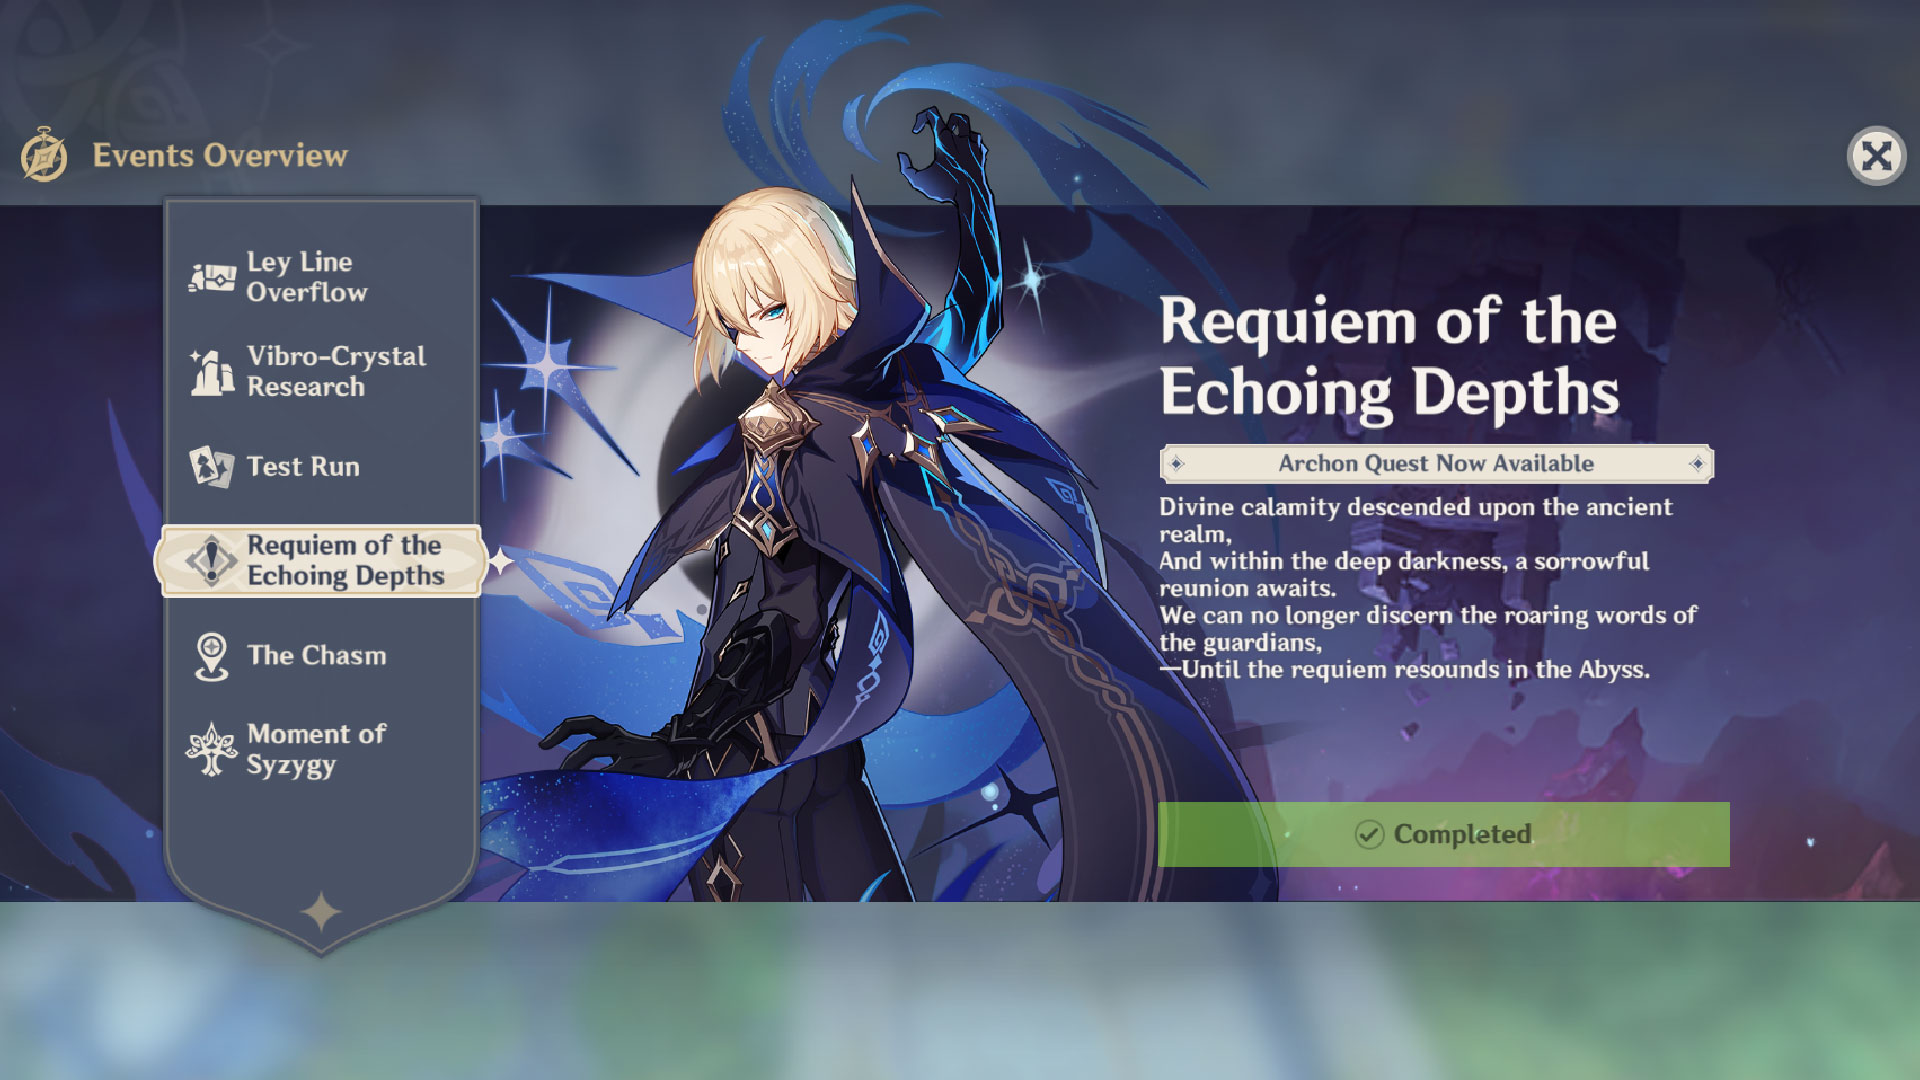 Events Overview
Ley Line
Overflow
Vibro-Crystal
Research
Test Run
Requiem of the
Echoing Depths
The Chasm
Moment of
Syzygy
Requiem of the
Echoing Depths
Archon Quest Now Available
Divine calamity descended upon the ancient
realm,
And within the deep darkness, a sorrowful
reunion awaits.
We can no longer discern the roaring words of
the guardians,
—Until the requiem resounds in the Abyss.
Completed